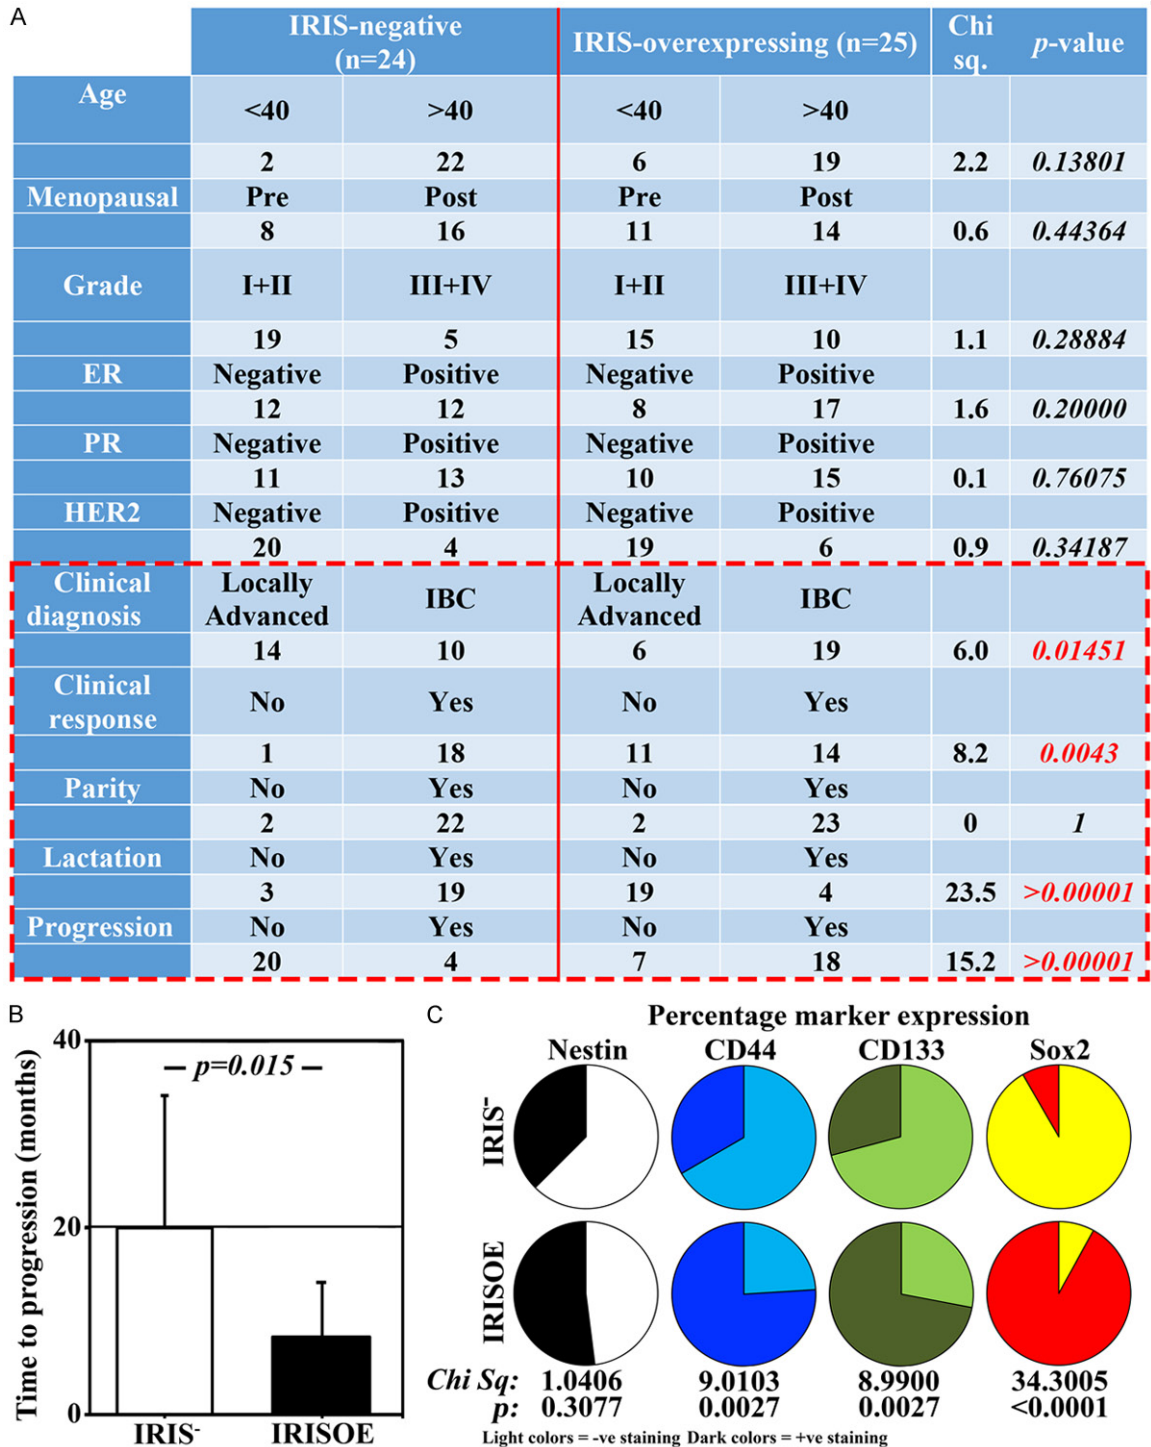 A
IRIS-negative (n=24) IRIS-overexpressing (n=25) Chi sq. p-value
Age <40 >40 <40 >40
2 22 6 19 2.2 0.13801
Menopausal Pre Post Pre Post
8 16 11 14 0.6 0.44364
Grade I+II III+IV I+II III+IV
19 5 15 10 1.1 0.28884
ER Negative Positive Negative Positive
12 12 8 17 1.6 0.20000
PR Negative Positive Negative Positive
11 13 10 15 0.1 0.76075
HER2 Negative Positive Negative Positive
20 4 19 6 0.9 0.34187
Clinical diagnosis Locally Advanced IBC Locally Advanced IBC
14 10 6 19 6.0 0.01451
Clinical response No Yes No Yes
1 18 11 14 8.2 0.0043
Parity No Yes No Yes
2 22 2 23 0 1
Lactation No Yes No Yes
3 19 19 4 23.5 >0.00001
Progression No Yes No Yes
20 4 7 18 15.2 >0.00001
B
Time to progression (months)
40
20
0
p=0.015
IRIS- IRISOE
C
Percentage marker expression
Nestin CD44 CD133 Sox2
IRIS-
IRISOE
Chi Sq: 1.0406 9.0103 8.9900 34.3005
p: 0.3077 0.0027 0.0027 <0.0001
Light colors = -ve staining Dark colors = +ve staining